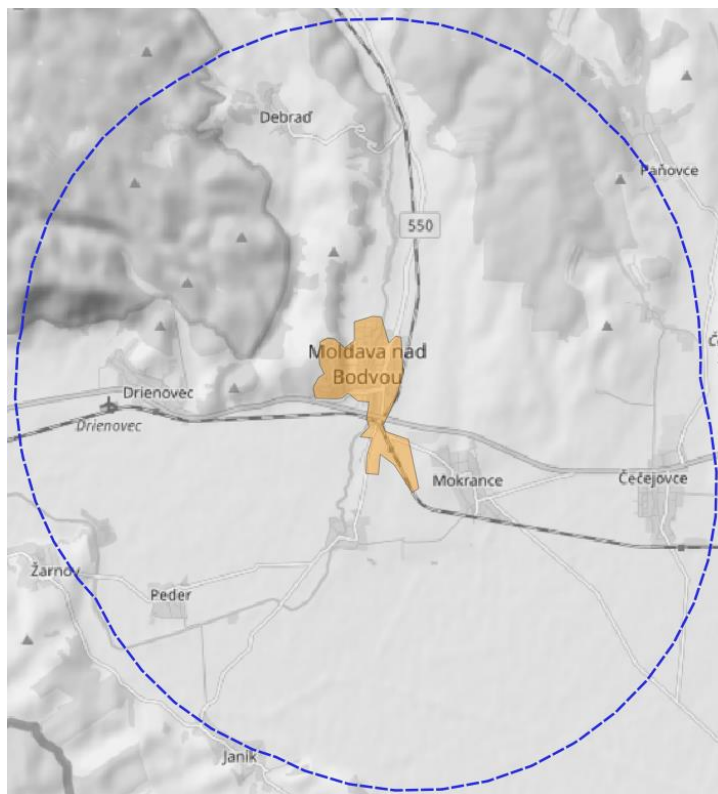 Debraď
Paňovce
550
Moldava nad
Bodvou
Drienovec
Drienovec
Mokrance
Čečejovce
Žarnov
Peder
Janík